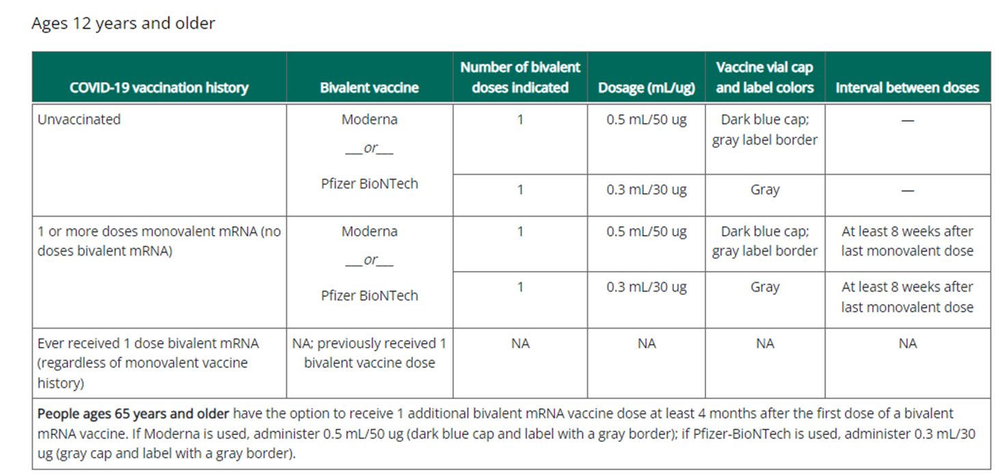 Ages 12 years and older
COVID-19 vaccination history
Bivalent vaccine
Number of bivalent
doses indicated
Dosage (mL/ug)
Vaccine vial cap
and label colors
Interval between doses
Unvaccinated
Moderna
___or___
Pfizer BioNTech
1
0.5 mL/50 ug
Dark blue cap;
gray label border
—
1
0.3 mL/30 ug
Gray
—
1 or more doses monovalent mRNA (no
doses bivalent mRNA)
Moderna
___or___
Pfizer BioNTech
1
0.5 mL/50 ug
Dark blue cap;
gray label border
At least 8 weeks after
last monovalent dose
1
0.3 mL/30 ug
Gray
At least 8 weeks after
last monovalent dose
Ever received 1 dose bivalent mRNA
(regardless of monovalent vaccine
history)
NA; previously received 1
bivalent vaccine dose
NA
NA
NA
NA
People ages 65 years and older have the option to receive 1 additional bivalent mRNA vaccine dose at least 4 months after the first dose of a bivalent
mRNA vaccine. If Moderna is used, administer 0.5 mL/50 ug (dark blue cap and label with a gray border); if Pfizer-BioNTech is used, administer 0.3 mL/30
ug (gray cap and label with a gray border).